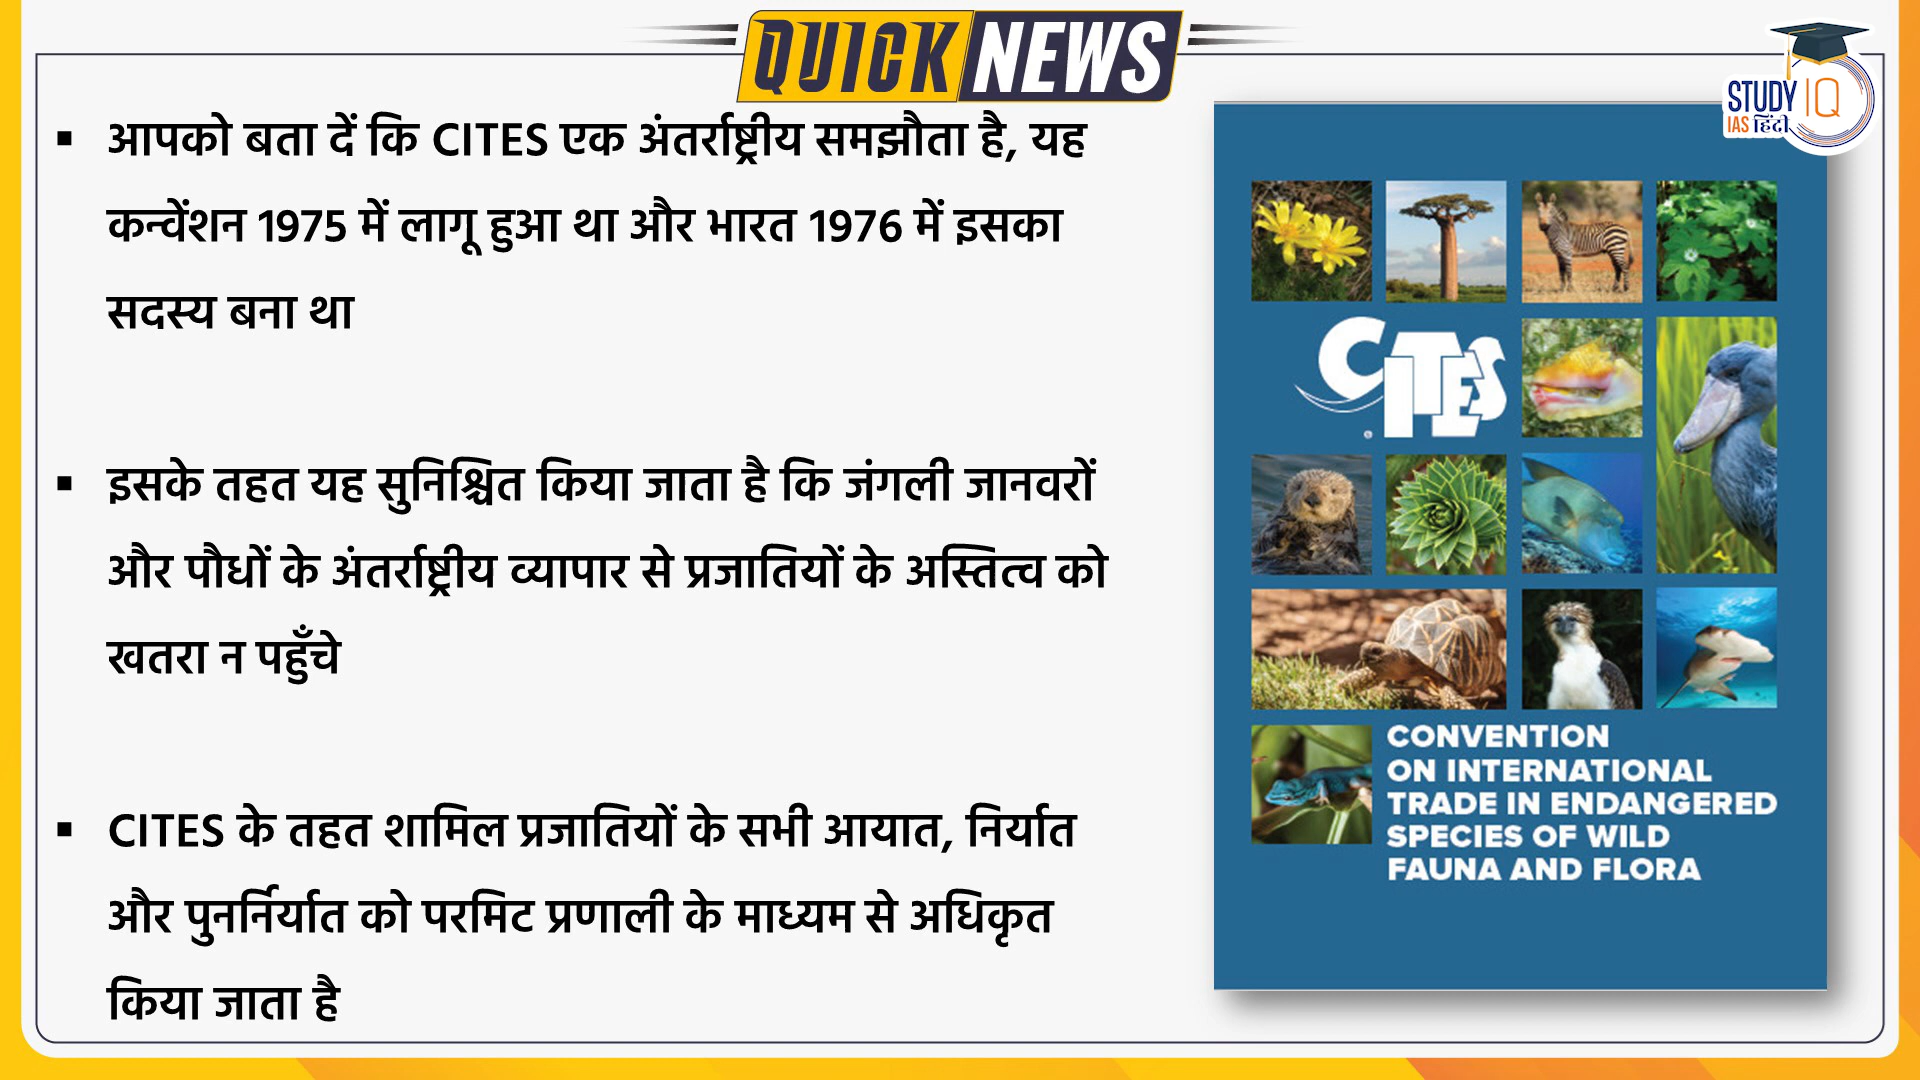 QUICK NEWS
STUDY IQ
IAS हिंदी
▪ आपको बता दें कि CITES एक अंतर्राष्ट्रीय समझौता है, यह
कन्वेंशन 1975 में लागू हुआ था और भारत 1976 में इसका
सदस्य बना था
▪ इसके तहत यह सुनिश्चित किया जाता है कि जंगली जानवरों
और पौधों के अंतर्राष्ट्रीय व्यापार से प्रजातियों के अस्तित्व को
खतरा न पहुँचे
▪ CITES के तहत शामिल प्रजातियों के सभी आयात, निर्यात
और पुनर्निर्यात को परमिट प्रणाली के माध्यम से अधिकृत
किया जाता है
CITES
®
CONVENTION
ON INTERNATIONAL
TRADE IN ENDANGERED
SPECIES OF WILD
FAUNA AND FLORA